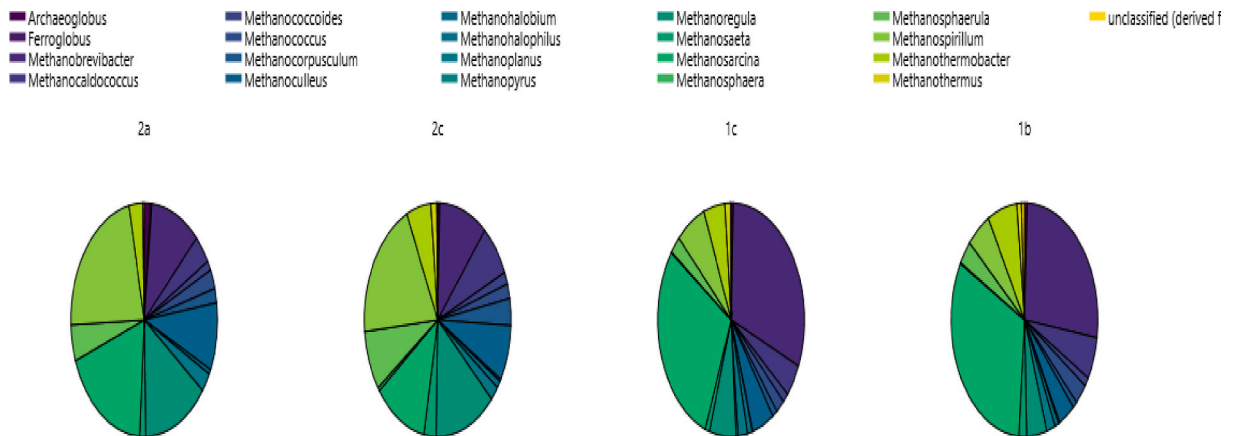 Archaeoglobus Methanococcoides Methanohalobium Methanoregula Methanosphaerula unclassified (derived f
Ferroglobus Methanococcus Methanohalophilus Methanosaeta Methanospirillum
Methanobrevibacter Methanocorpusculum Methanoplanus Methanosarcina Methanothermobacter
Methanocaldococcus Methanoculleus Methanopyrus Methanosphaera Methanothermus
2a 2c 1c 1b